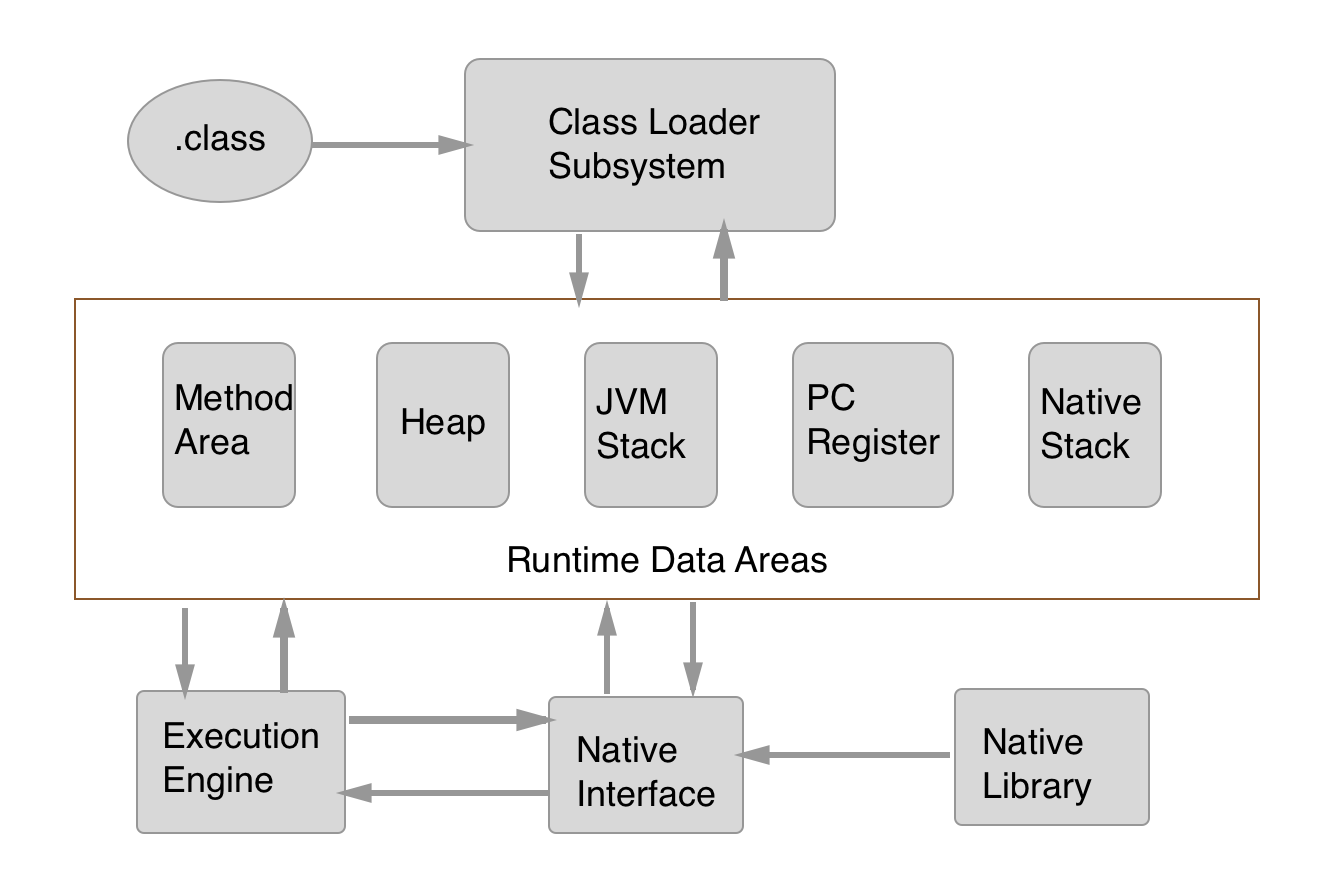 .class
Class Loader
Subsystem
Method
Area
Heap
JVM
Stack
PC
Register
Native
Stack
Runtime Data Areas
Execution
Engine
Native
Interface
Native
Library